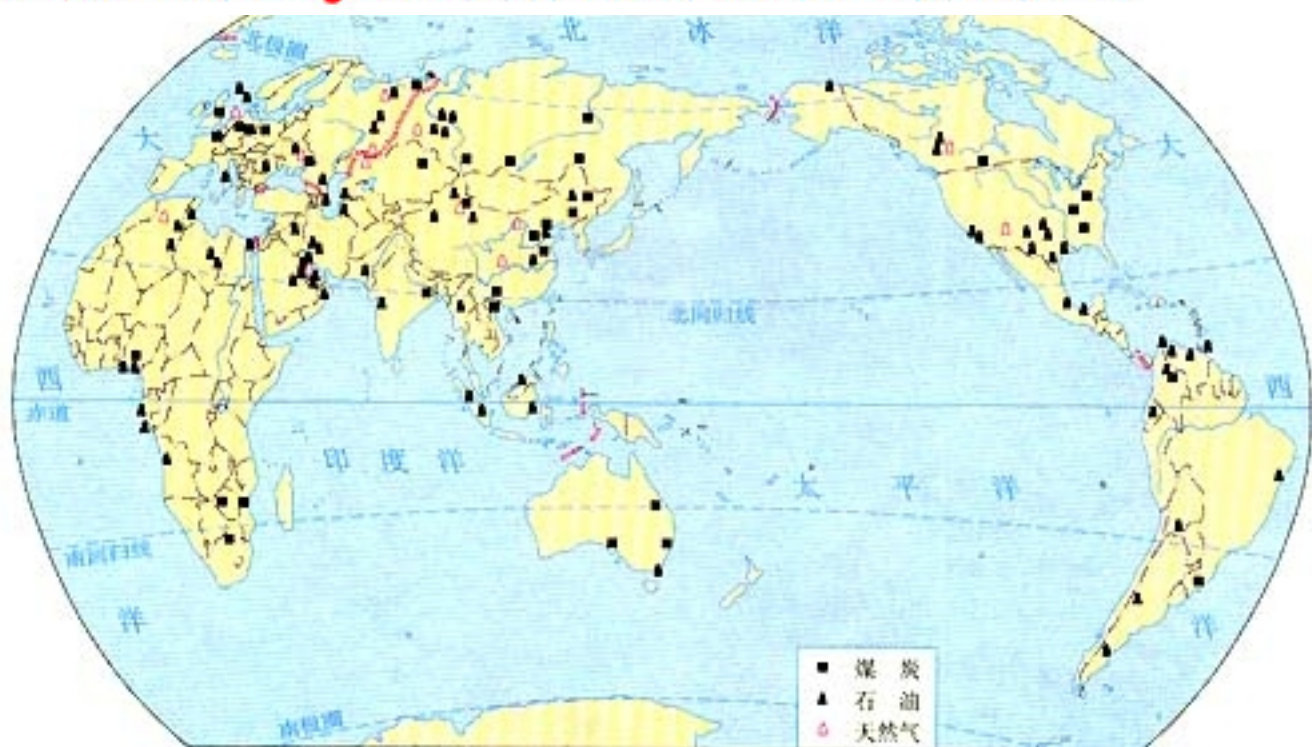 北冰洋
北极圈
大
大
北回归线
西
西
赤道
印度洋
太平洋
南回归线
洋
洋
煤炭
石油
天然气
南极圈